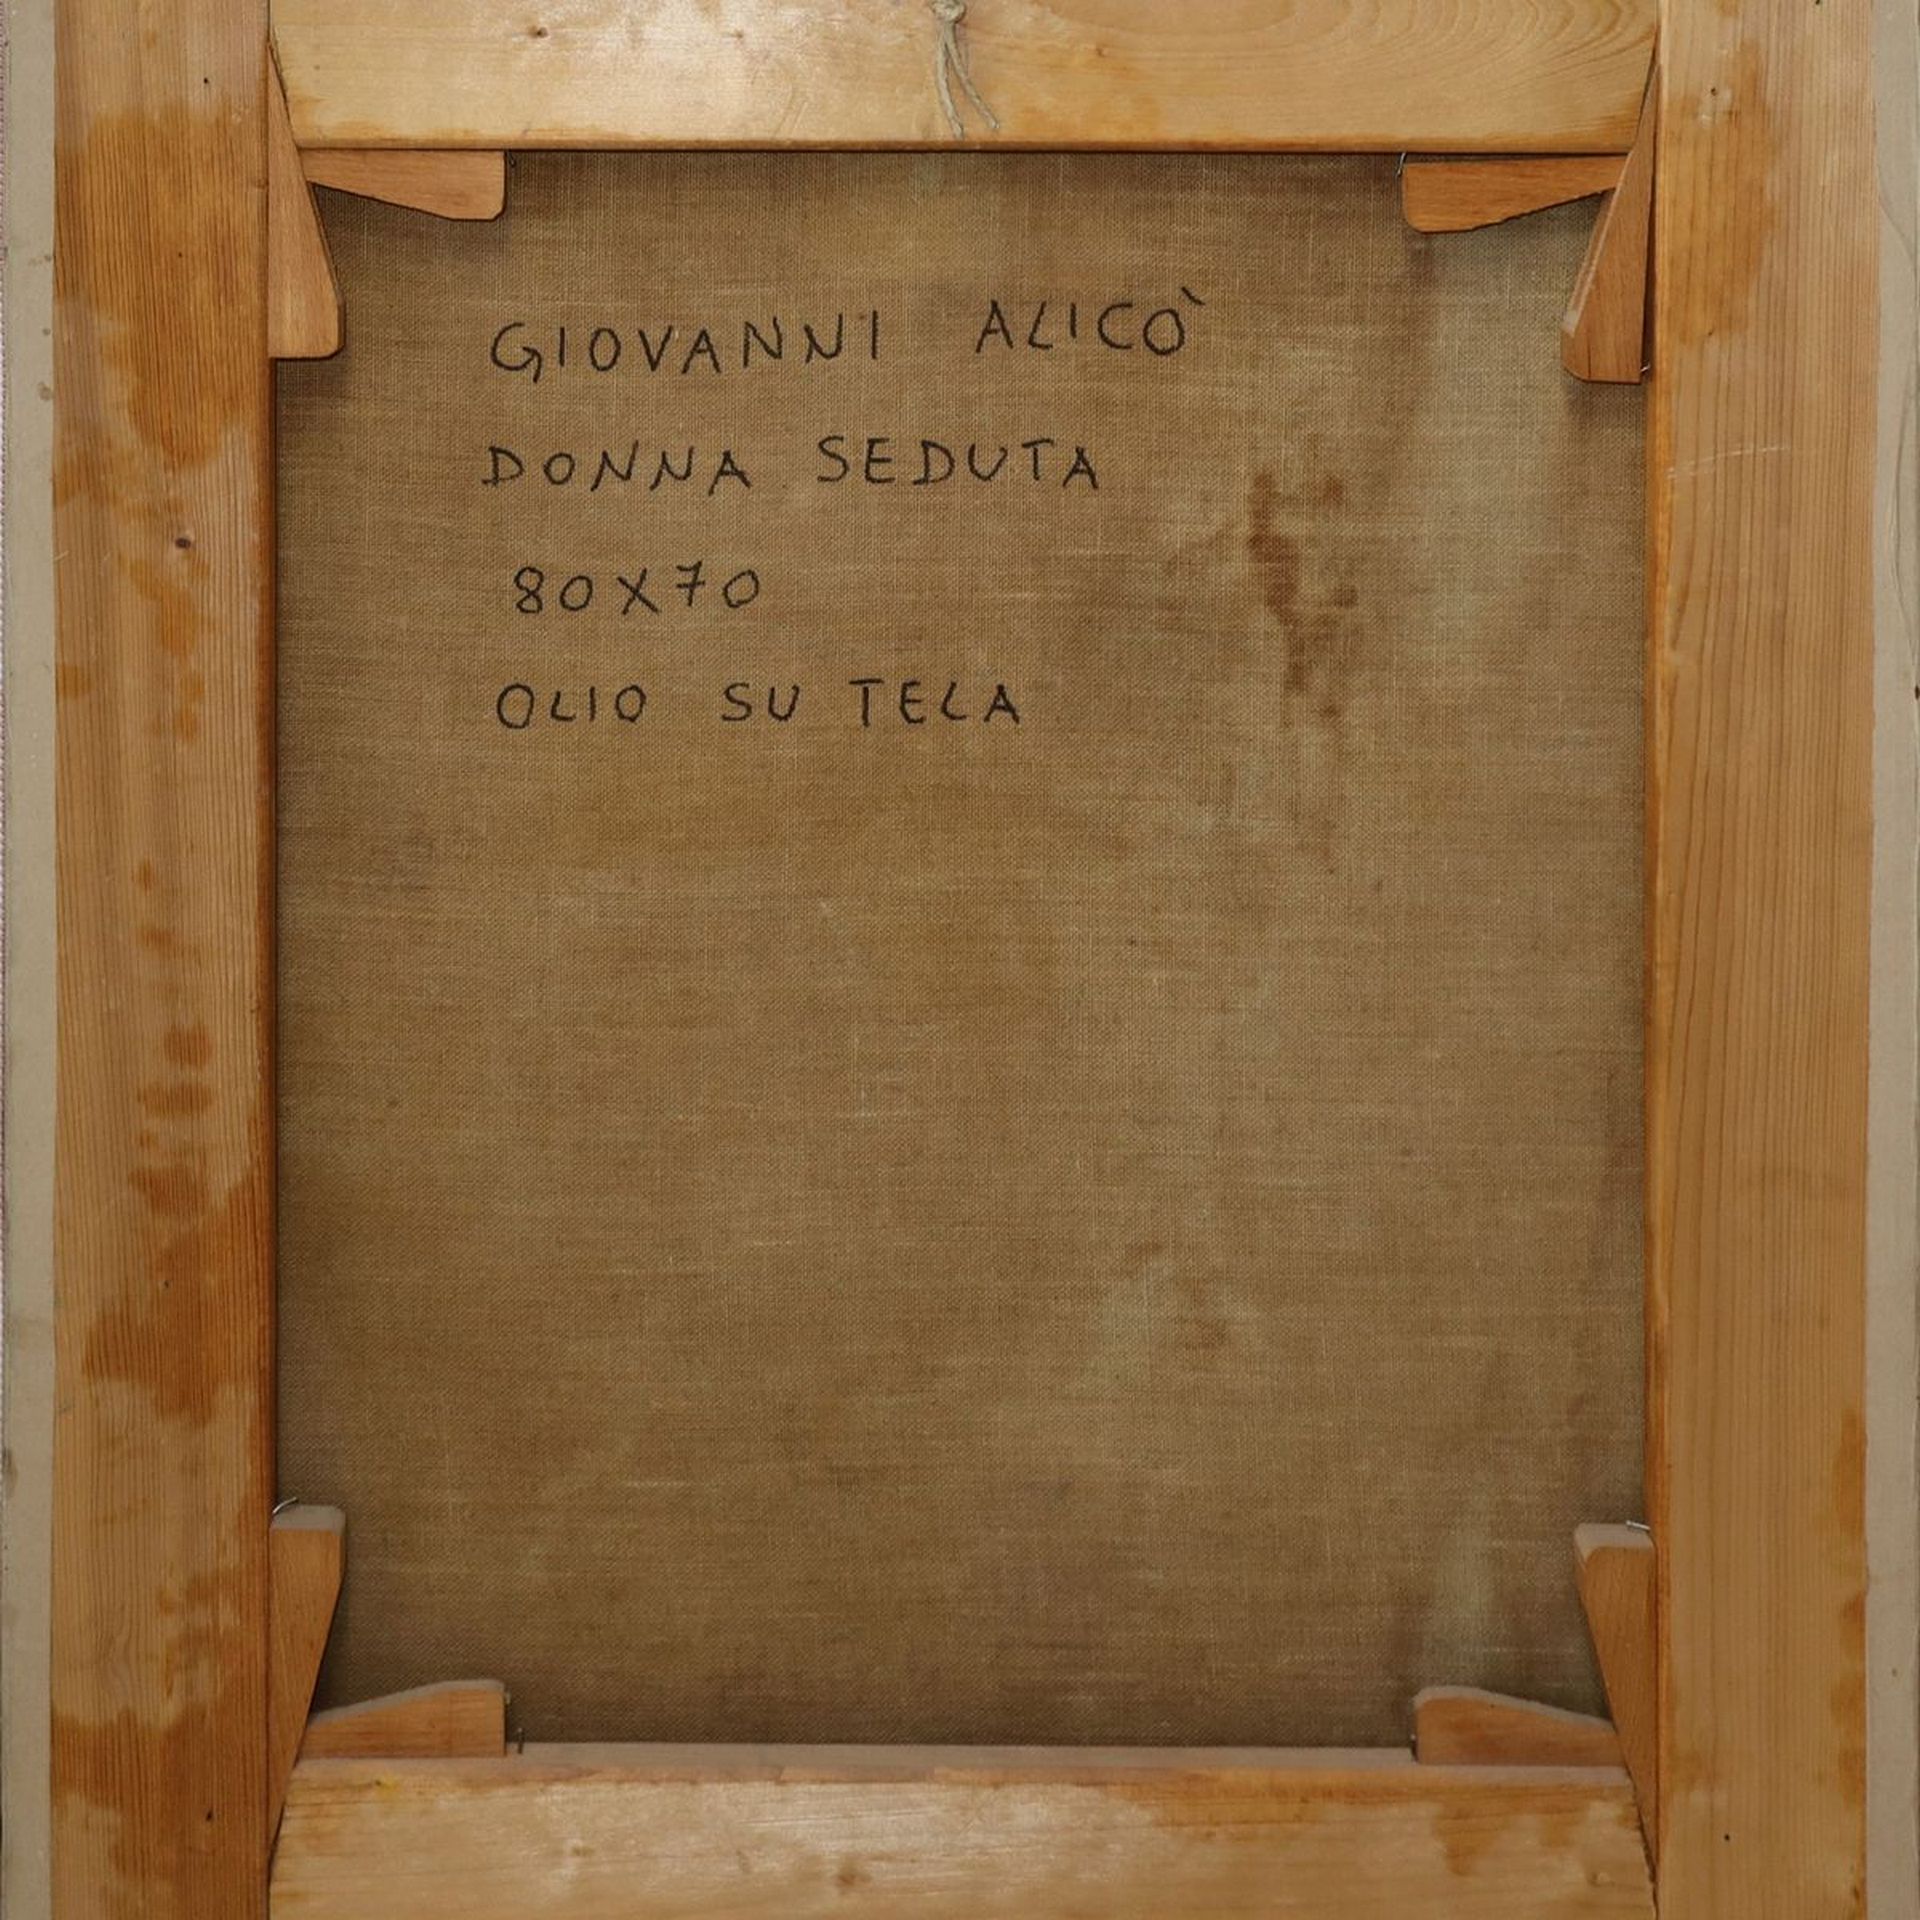 GIOVANNI ALICÒ
DONNA SEDUTA
80X70
OLIO SU TELA